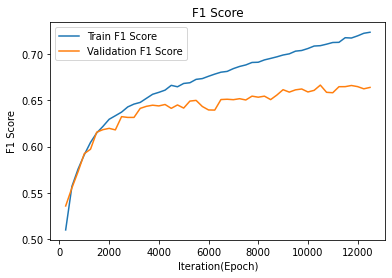 F1 Score
Train F1 Score
Validation F1 Score
F1 Score
0.70
0.65
0.60
0.55
0.50
0 2000 4000 6000 8000 10000 12000
Iteration(Epoch)